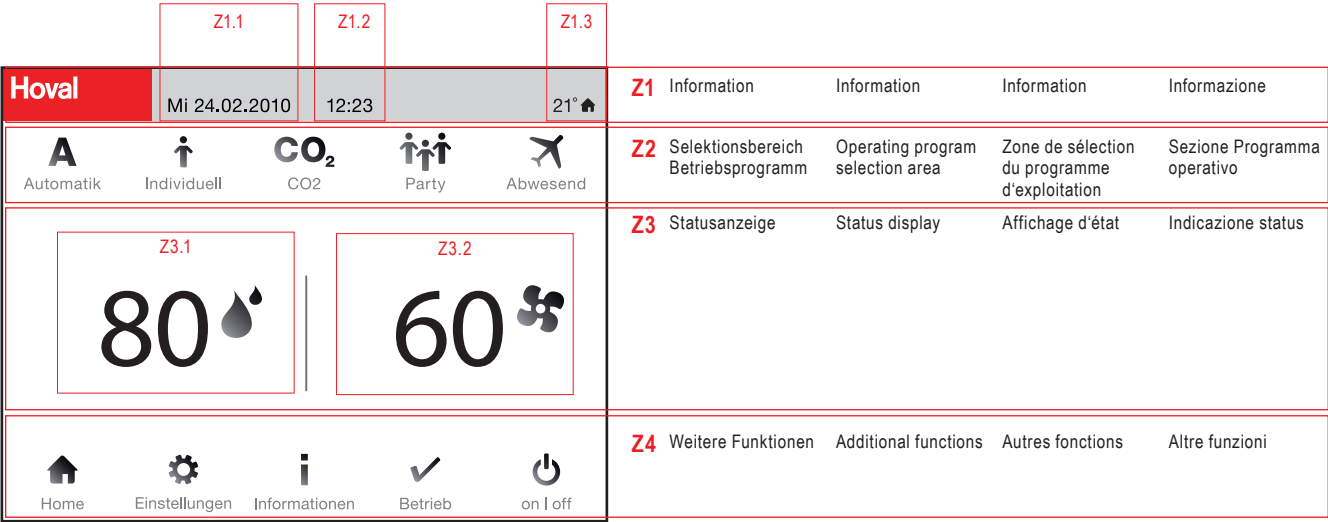 Z1.1 Z1.2 Z1.3
Hoval
Mi 24.02.2010 12:23 21°
Z1 Information Information Information Informazione
A CO₂
Automatik Individuell CO2 Party Abwesend
Z2 Selektionsbereich Operating program Zone de sélection Sezione Programma
Betriebsprogramm selection area du programme operativo
d‘exploitation
Z3 Statusanzeige Status display Affichage d‘état Indicazione status
Z3.1 Z3.2
80 60
Z4 Weitere Funktionen Additional functions Autres fonctions Altre funzioni
Home Einstellungen Informationen Betrieb on I off